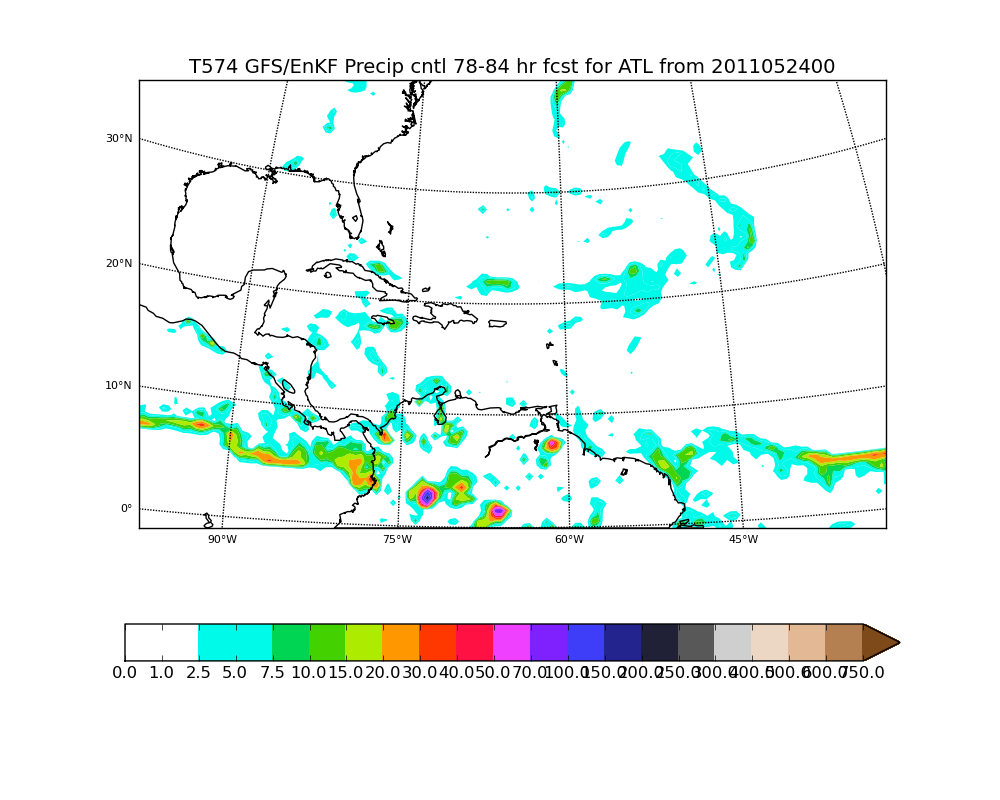 T574 GFS/EnKF Precip cntl 78-84 hr fcst for ATL from 2011052400
30°N
20°N
10°N
0°
90°W 75°W 60°W 45°W
0.0 1.0 2.5 5.0 7.5 10.0 15.0 20.0 30.0 40.0 50.0 70.0 100.0 150.0 200.0 250.0 300.0 400.0 500.0 600.0 750.0